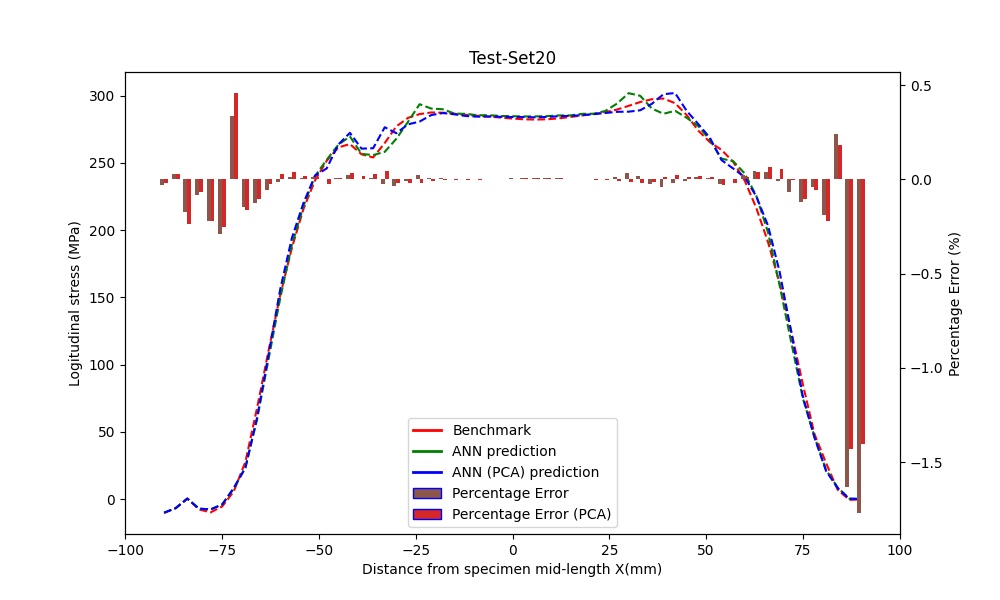 Test-Set20
300
250
200
150
100
50
0
Logitudinal stress (MPa)
0.5
0.0
−0.5
−1.0
−1.5
Percentage Error (%)
Benchmark
ANN prediction
ANN (PCA) prediction
Percentage Error
Percentage Error (PCA)
−100 −75 −50 −25 0 25 50 75 100
Distance from specimen mid-length X(mm)